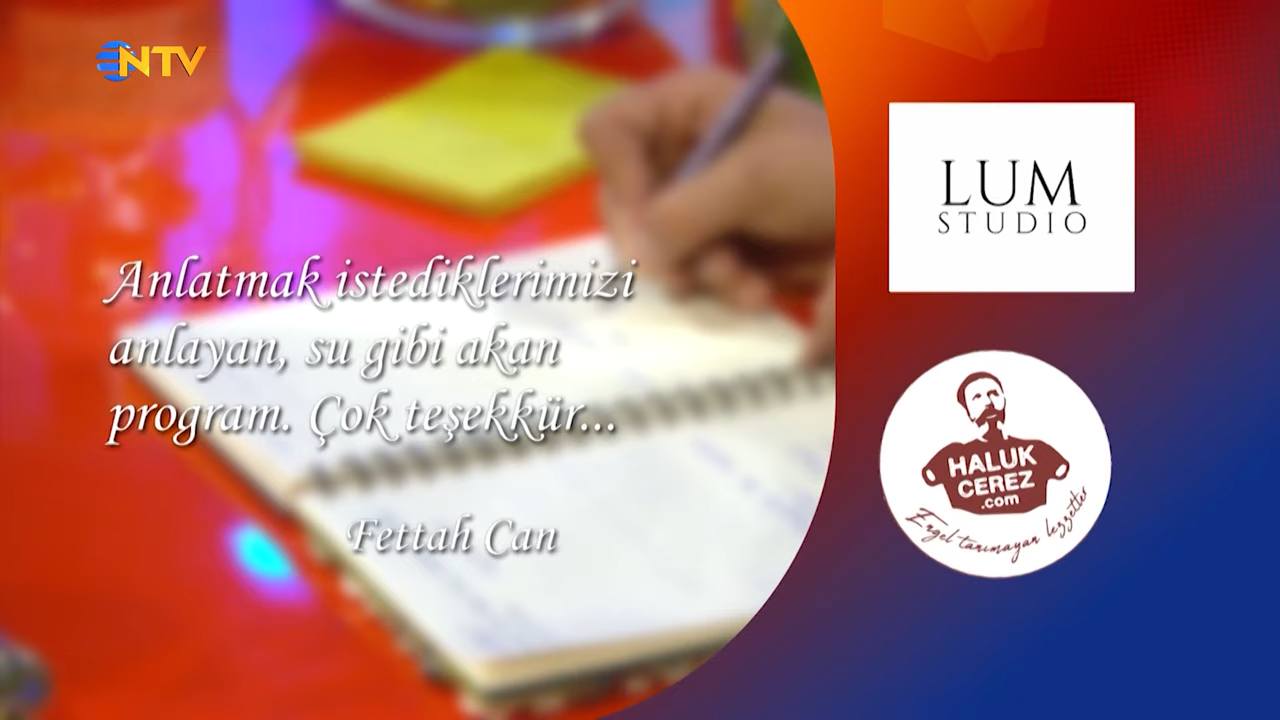 NTV
Anlatmak istediklerimizi
anlayan, su gibi akan
program. Çok teşekkür...
Fettah Can
LUM
STUDIO
HALUK
CEREZ
.com
Engel tanımayan lezzetler